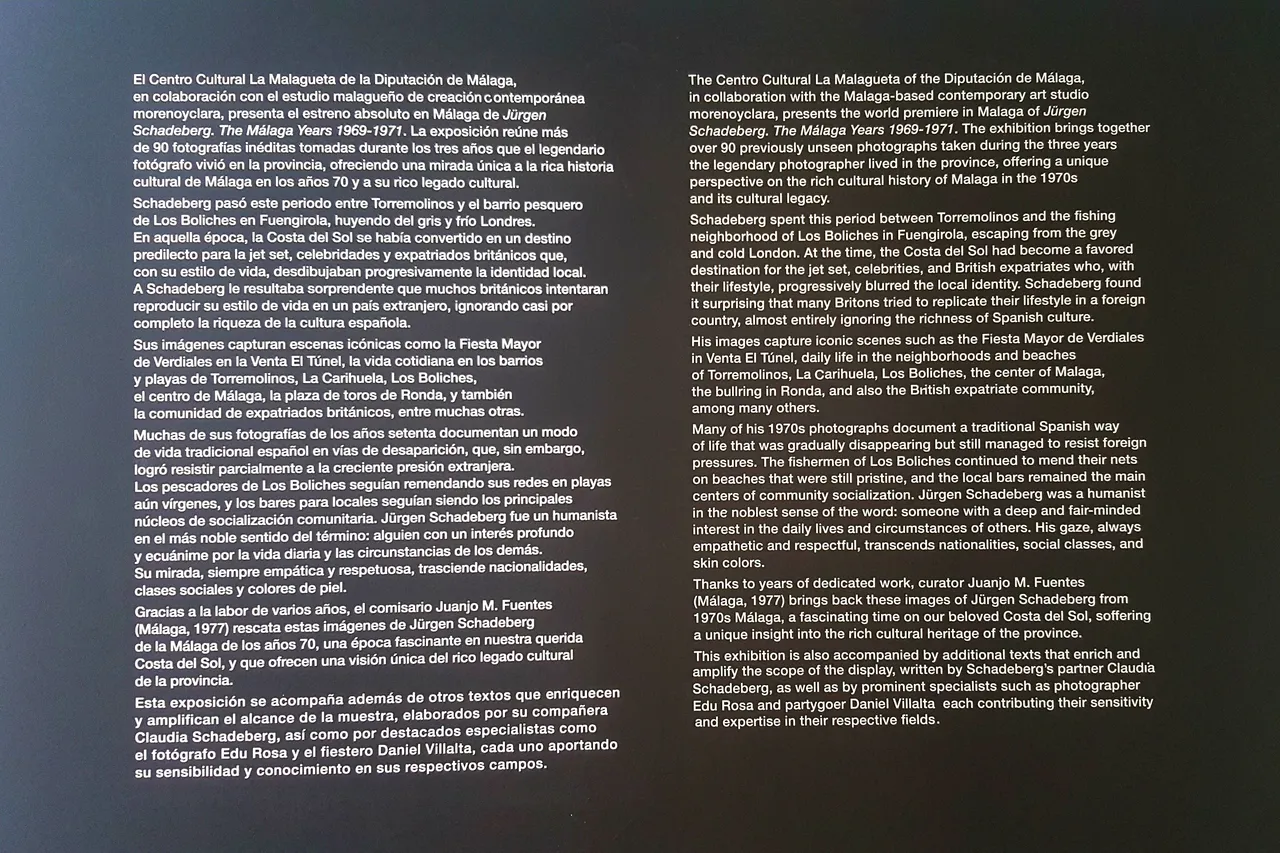 El Centro Cultural La Malagueta de la Diputación de Málaga,
en colaboración con el estudio malagueño de creación contemporánea
morenoyclara, presenta el estreno absoluto en Málaga de Jürgen
Schadeberg. The Málaga Years 1969-1971. La exposición reúne más
de 90 fotografías inéditas tomadas durante los tres años que el legendario
fotógrafo vivió en la provincia, ofreciendo una mirada única a la rica historia
cultural de Málaga en los años 70 y a su rico legado cultural.
Schadeberg pasó este periodo entre Torremolinos y el barrio pesquero
de Los Boliches en Fuengirola, huyendo del gris y frío Londres.
En aquella época, la Costa del Sol se había convertido en un destino
predilecto para la jet set, celebridades y expatriados británicos que,
con su estilo de vida, desdibujaban progresivamente la identidad local.
A Schadeberg le resultaba sorprendente que muchos británicos intentaran
reproducir su estilo de vida en un país extranjero, ignorando casi por
completo la riqueza de la cultura española.
Sus imágenes capturan escenas icónicas como la Fiesta Mayor
de Verdiales en la Venta El Túnel, la vida cotidiana en los barrios
y playas de Torremolinos, La Carihuela, Los Boliches,
el centro de Málaga, la plaza de toros de Ronda, y también
la comunidad de expatriados británicos, entre muchas otras.
Muchas de sus fotografías de los años setenta documentan un modo
de vida tradicional español en vías de desaparición, que, sin embargo,
logró resistir parcialmente a la creciente presión extranjera.
Los pescadores de Los Boliches seguían remendando sus redes en playas
aún vírgenes, y los bares para locales seguían siendo los principales
núcleos de socialización comunitaria. Jürgen Schadeberg fue un humanista
en el más noble sentido del término: alguien con un interés profundo
y ecuánime por la vida diaria y las circunstancias de los demás.
Su mirada, siempre empática y respetuosa, trasciende nacionalidades,
clases sociales y colores de piel.
Gracias a la labor de varios años, el comisario Juanjo M. Fuentes
(Málaga, 1977) rescata estas imágenes de Jürgen Schadeberg
de la Málaga de los años 70, una época fascinante en nuestra querida
Costa del Sol, y que ofrecen una visión única del rico legado cultural
de la provincia.
Esta exposición se acompaña además de otros textos que enriquecen
y amplifican el alcance de la muestra, elaborados por su compañera
Claudia Schadeberg, así como por destacados especialistas como
el fotógrafo Edu Rosa y el fiestero Daniel Villalta, cada uno aportando
su sensibilidad y conocimiento en sus respectivos campos.
The Centro Cultural La Malagueta of the Diputación de Málaga,
in collaboration with the Malaga-based contemporary art studio
morenoyclara, presents the world premiere in Malaga of Jürgen
Schadeberg. The Málaga Years 1969-1971. The exhibition brings together
over 90 previously unseen photographs taken during the three years
the legendary photographer lived in the province, offering a unique
perspective on the rich cultural history of Malaga in the 1970s
and its cultural legacy.
Schadeberg spent this period between Torremolinos and the fishing
neighborhood of Los Boliches in Fuengirola, escaping from the grey
and cold London. At the time, the Costa del Sol had become a favored
destination for the jet set, celebrities, and British expatriates who, with
their lifestyle, progressively blurred the local identity. Schadeberg found
it surprising that many Britons tried to replicate their lifestyle in a foreign
country, almost entirely ignoring the richness of Spanish culture.
His images capture iconic scenes such as the Fiesta Mayor de Verdiales
in Venta El Túnel, daily life in the neighborhoods and beaches
of Torremolinos, La Carihuela, Los Boliches, the center of Malaga,
the bullring in Ronda, and also the British expatriate community,
among many others.
Many of his 1970s photographs document a traditional Spanish way
of life that was gradually disappearing but still managed to resist foreign
pressures. The fishermen of Los Boliches continued to mend their nets
on beaches that were still pristine, and the local bars remained the main
centers of community socialization. Jürgen Schadeberg was a humanist
in the noblest sense of the word: someone with a deep and fair-minded
interest in the daily lives and circumstances of others. His gaze, always
empathetic and respectful, transcends nationalities, social classes, and
skin colors.
Thanks to years of dedicated work, curator Juanjo M. Fuentes
(Málaga, 1977) brings back these images of Jürgen Schadeberg from
1970s Málaga, a fascinating time on our beloved Costa del Sol, soffering
a unique insight into the rich cultural heritage of the province.
This exhibition is also accompanied by additional texts that enrich and
amplify the scope of the display, written by Schadeberg's partner Claudia
Schadeberg, as well as by prominent specialists such as photographer
Edu Rosa and partygoer Daniel Villalta each contributing their sensitivity
and expertise in their respective fields.